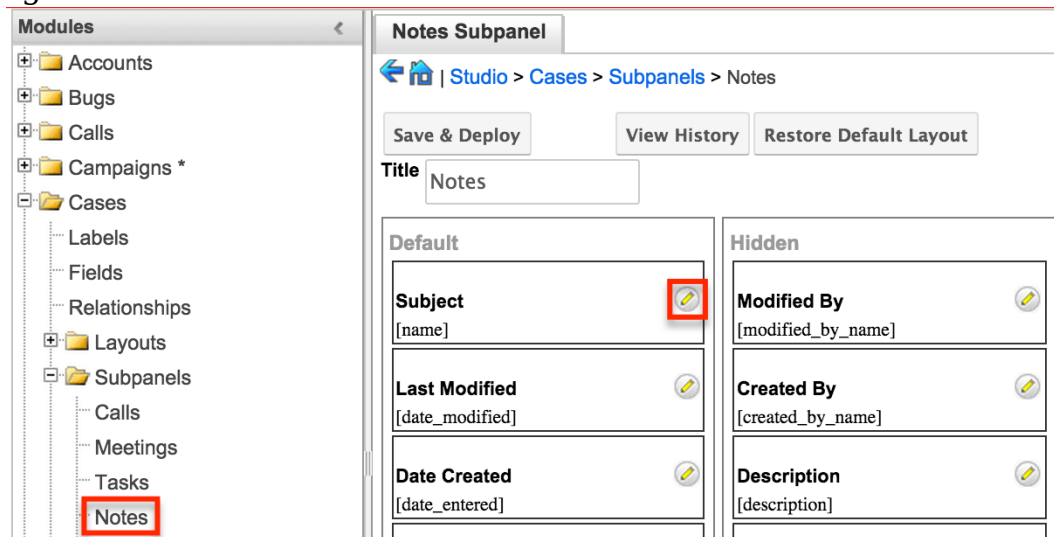 Modules
Accounts
Bugs
Calls
Campaigns *
Cases
Labels
Fields
Relationships
Layouts
Subpanels
Calls
Meetings
Tasks
Notes
Notes Subpanel
| Studio > Cases > Subpanels > Notes
Save & Deploy View History Restore Default Layout
Title Notes
Default
Subject
[name]
Last Modified
[date_modified]
Date Created
[date_entered]
Hidden
Modified By
[modified_by_name]
Created By
[created_by_name]
Description
[description]